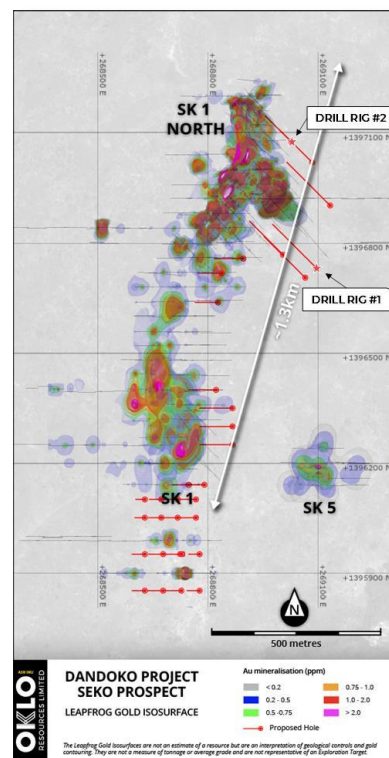 268500 E
268800 E
269100 E
SK 1
NORTH
DRILL RIG #2
1397100
1396800
DRILL RIG #1
~1.3km
1396500
1396200
SK 1
SK 5
1395900
268500 E
268600 E
269100 E
N
500 metres
OKLO
RESOURCES LIMITED
ASX:OKU
DANDOKO PROJECT
SEKO PROSPECT
LEAPFROG GOLD ISOSURFACE
Au mineralisation (ppm)
< 0.2
0.2 - 0.5
0.5 -0.75
0.75 - 1.0
1.0 - 2.0
> 2.0
Proposed Hole
The Leapfrog Gold Isosurfaces are not an estimate of a resource but are an interpretation of geological controls and gold
contouring. They are not a measure of tonnage or average grade and are not representative of an Exploration Target.